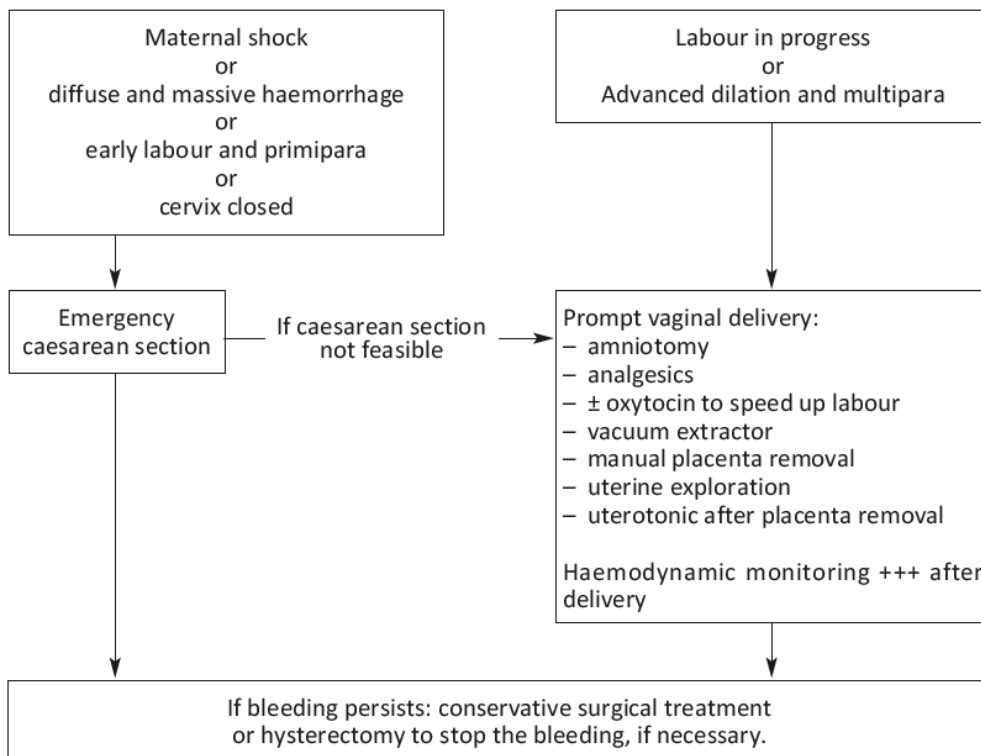 Maternal shock
or
diffuse and massive haemorrhage
or
early labour and primipara
or
cervix closed
Labour in progress
or
Advanced dilation and multipara
Emergency
caesarean section
If caesarean section
not feasible
Prompt vaginal delivery:
– amniotomy
– analgesics
– ± oxytocin to speed up labour
– vacuum extractor
– manual placenta removal
– uterine exploration
– uterotonic after placenta removal
Haemodynamic monitoring +++ after
delivery
If bleeding persists: conservative surgical treatment
or hysterectomy to stop the bleeding, if necessary.